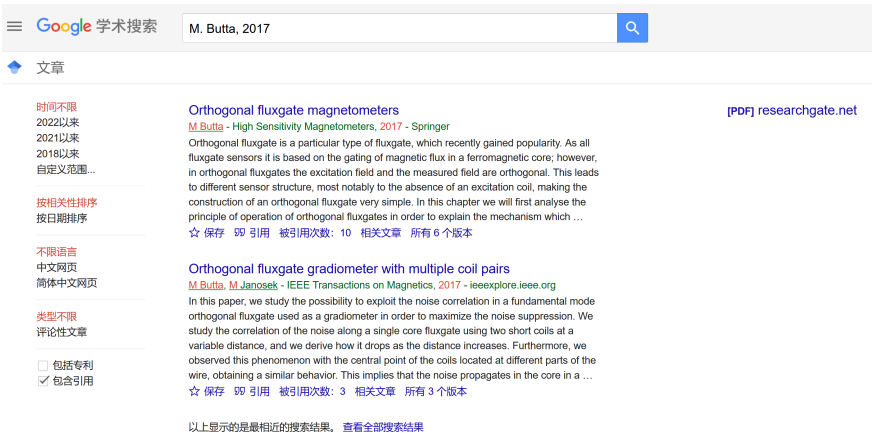 Google 学术搜索
M. Butta, 2017
文章
时间不限
2022以来
2021以来
2018以来
自定义范围...
按相关性排序
按日期排序
不限语言
中文网页
简体中文网页
类型不限
评论性文章
包括专利
包含引用
Orthogonal fluxgate magnetometers
[PDF] researchgate.net
M Butta - High Sensitivity Magnetometers, 2017 - Springer
Orthogonal fluxgate is a particular type of fluxgate, which recently gained popularity. As all
fluxgate sensors it is based on the gating of magnetic flux in a ferromagnetic core; however,
in orthogonal fluxgates the excitation field and the measured field are orthogonal. This leads
to different sensor structure, most notably to the absence of an excitation coil, making the
construction of an orthogonal fluxgate very simple. In this chapter we will first analyse the
principle of operation of orthogonal fluxgates in order to explain the mechanism which …
保存 引用 被引用次数：10 相关文章 所有 6 个版本
Orthogonal fluxgate gradiometer with multiple coil pairs
M Butta, M Janosek - IEEE Transactions on Magnetics, 2017 - ieeexplore.ieee.org
In this paper, we study the possibility to exploit the noise correlation in a fundamental mode
orthogonal fluxgate used as a gradiometer in order to maximize the noise suppression. We
study the correlation of the noise along a single core fluxgate using two short coils at a
variable distance, and we derive how it drops as the distance increases. Furthermore, we
observed this phenomenon with the central point of the coils located at different parts of the
wire, obtaining a similar behavior. This implies that the noise propagates in the core in a …
保存 引用 被引用次数：3 相关文章 所有 3 个版本
以上显示的是最相近的搜索结果。 查看全部搜索结果